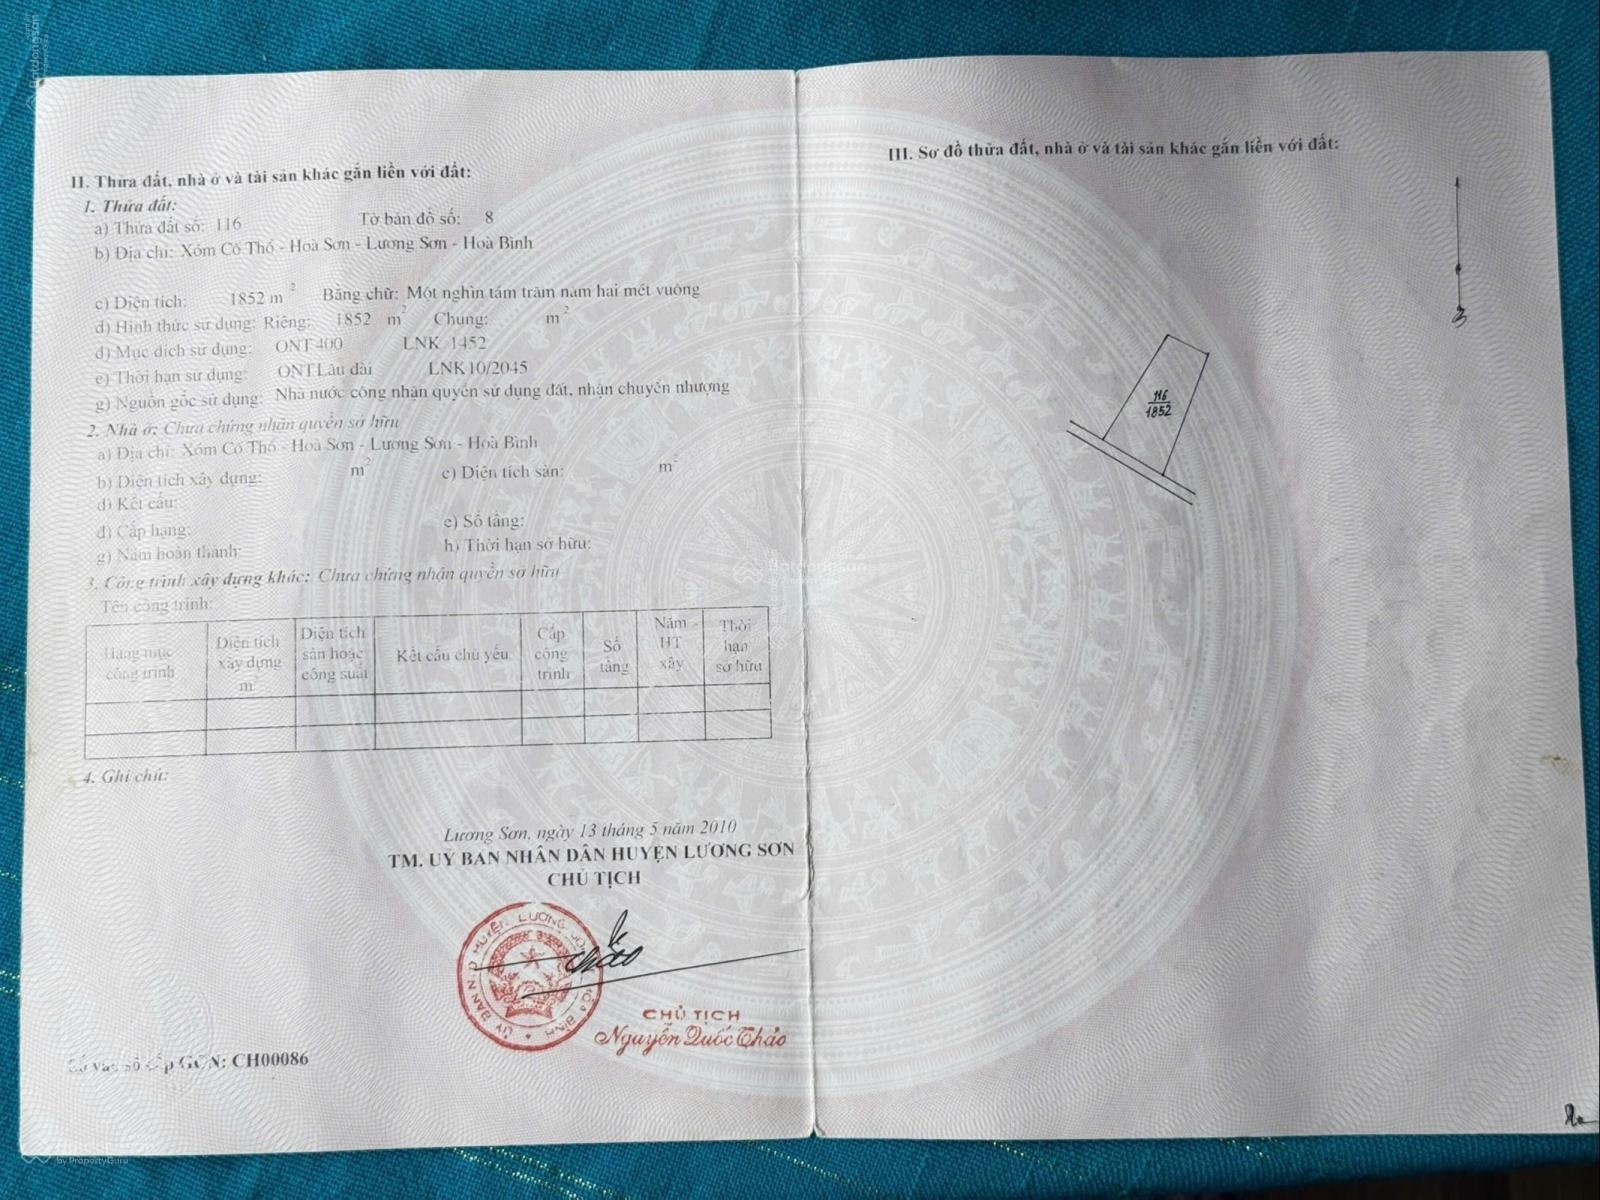 II. Thửa đất, nhà ở và tài sản khác gắn liền với đất:
1. Thửa đất:
a) Thửa đất số: 116 Tờ bản đồ số: 8
b) Địa chỉ: Xóm Cố Thổ - Hoà Sơn - Lương Sơn - Hoà Bình
c) Diện tích: 1852 m2 Bằng chữ: Một nghìn tám trăm năm hai mét vuông
d) Hình thức sử dụng: Riêng: 1852 m2 Chung: m2
đ) Mục đích sử dụng: ONT 400 LNK 1452
e) Thời hạn sử dụng: ONT Lâu dài LNK 10/2045
g) Nguồn gốc sử dụng: Nhà nước công nhận quyền sử dụng đất, nhận chuyển nhượng
2. Nhà ở: Chưa chứng nhận quyền sở hữu
a) Địa chỉ: Xóm Cố Thổ - Hoà Sơn - Lương Sơn - Hoà Bình
b) Diện tích xây dựng: m2 c) Diện tích sàn: m2
d) Kết cấu:
đ) Cấp hạng: e) Số tầng:
g) Năm hoàn thành: h) Thời hạn sở hữu:
3. Công trình xây dựng khác: Chưa chứng nhận quyền sở hữu
Tên công trình:
Hạng mục công trình
Diện tích xây dựng m2
Diện tích sàn hoặc công suất
Kết cấu chủ yếu
Cấp công trình
Số tầng
Năm HT xây
Thời hạn sở hữu
4. Ghi chú:
Lương Sơn, ngày 13 tháng 5 năm 2010
TM. UỶ BAN NHÂN DÂN HUYỆN LƯƠNG SƠN
CHỦ TỊCH
CHỦ TỊCH
Nguyễn Quốc Thảo
Số vào sổ cấp GCN: CH00086
III. Sơ đồ thửa đất, nhà ở và tài sản khác gắn liền với đất:
B
116
1852
Batdongsan
by PropertyGuru